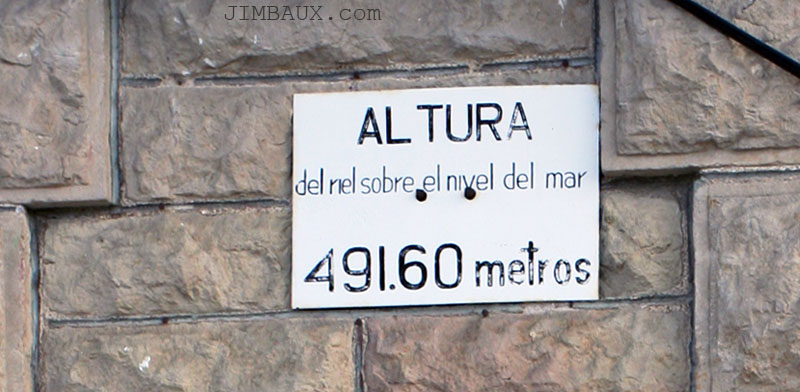 JIMBAUX.com
ALTURA
del riel sobre el nivel del mar
491.60 metros